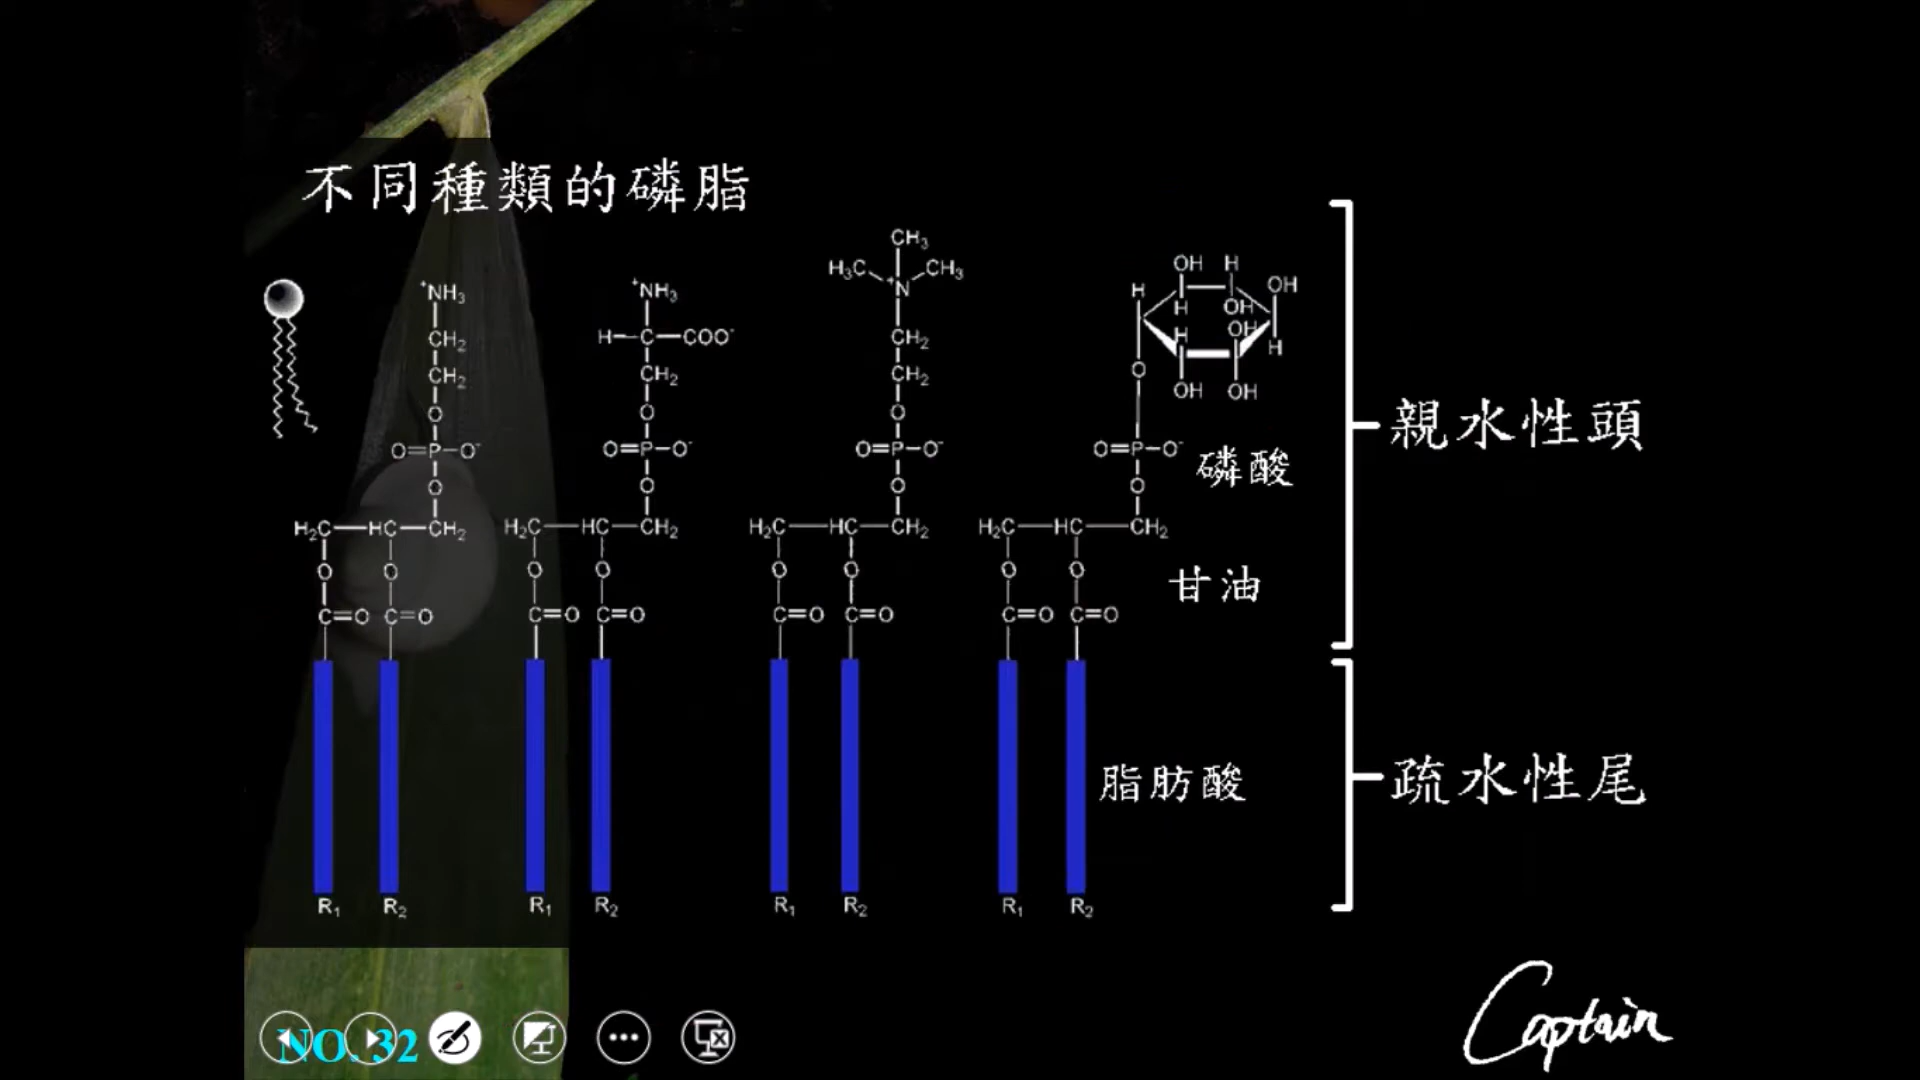 不同種類的磷脂
CH₃
H₃C CH₃
⁺N
OH H
H OH
H OH
⁺NH₃
⁺NH₃
OH
H H
H—C—COO⁻
CH₂
CH₂
O
OH OH
CH₂
CH₂
CH₂
O
O
O
O=P—O⁻
O=P—O⁻
O=P—O⁻
O=P—O⁻
磷酸
親水性頭
O
O
O
O
H₂C—HC—CH₂
H₂C—HC—CH₂
H₂C—HC—CH₂
H₂C—HC—CH₂
O O
O O
O O
O O
甘油
C=O C=O
C=O C=O
C=O C=O
C=O C=O
脂肪酸
疏水性尾
R₁ R₂
R₁ R₂
R₁ R₂
R₁ R₂
NO. 32
Captain